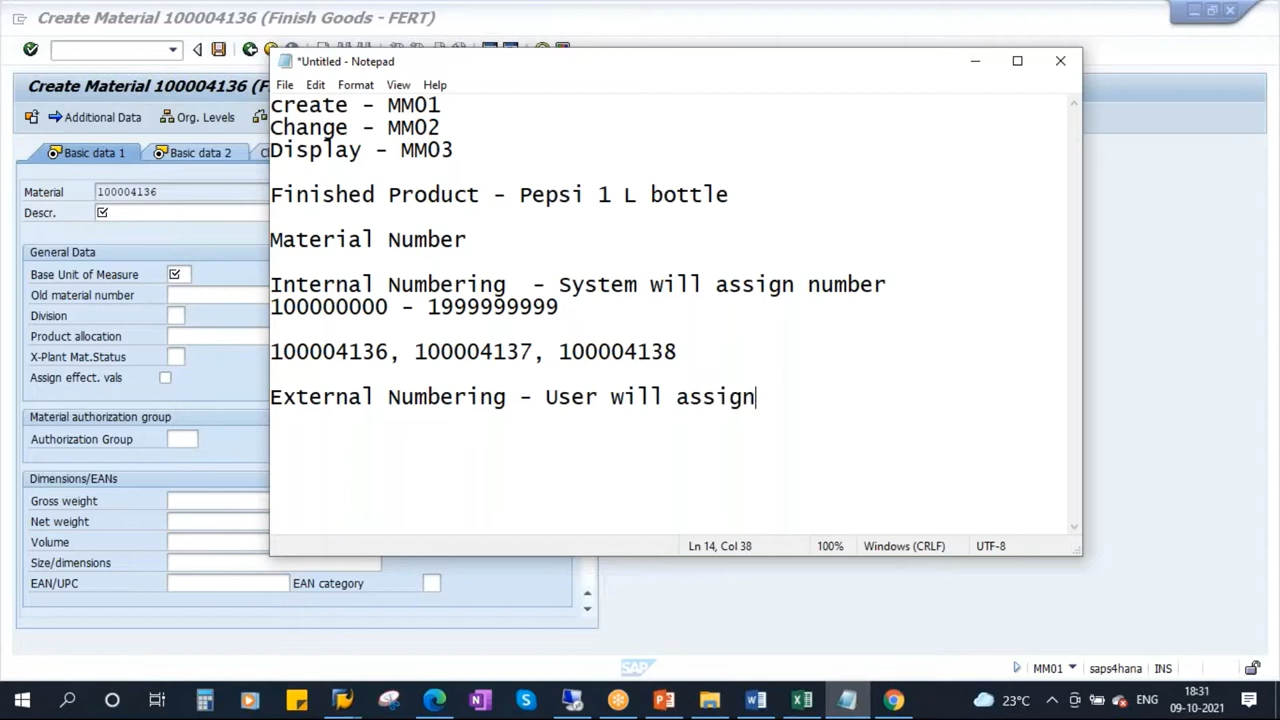 Create Material 100004136 (Finish Goods - FERT)
*Untitled - Notepad
File Edit Format View Help
create - MM01
Change - MM02
Display - MM03
Finished Product - Pepsi 1 L bottle
Material Number
Internal Numbering - System will assign number
100000000 - 1999999999
100004136, 100004137, 100004138
External Numbering - User will assign
Ln 14, Col 38 100% Windows (CRLF) UTF-8
Create Material 100004136 (F
Additional Data Org. Levels
Basic data 1 Basic data 2
Material 100004136
Descr.
General Data
Base Unit of Measure
Old material number
Division
Product allocation
X-Plant Mat.Status
Assign effect. vals
Material authorization group
Authorization Group
Dimensions/EANs
Gross weight
Net weight
Volume
Size/dimensions
EAN/UPC EAN category
SAP
MM01 saps4hana INS
23°C ENG 18:31
09-10-2021